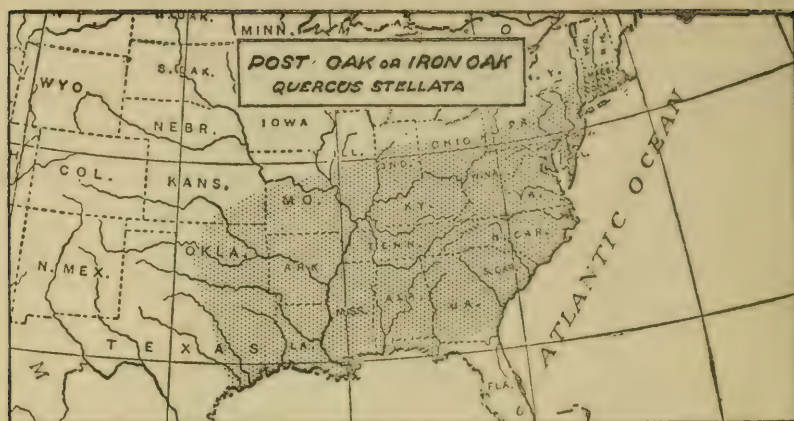 MINN.
POST OAK OR IRON OAK
QUERCUS STELLATA
S. DAK.
WYO.
NEBR.
IOWA
IND.
OHIO
PA.
COL.
KANS.
MO.
KY.
W.VA.
VA.
OKLA.
ARK.
TENN.
N. CAR.
S. CAR.
N. MEX.
TEXAS
LA.
MISS.
ALA.
GA.
FLA.
ATLANTIC OCEAN